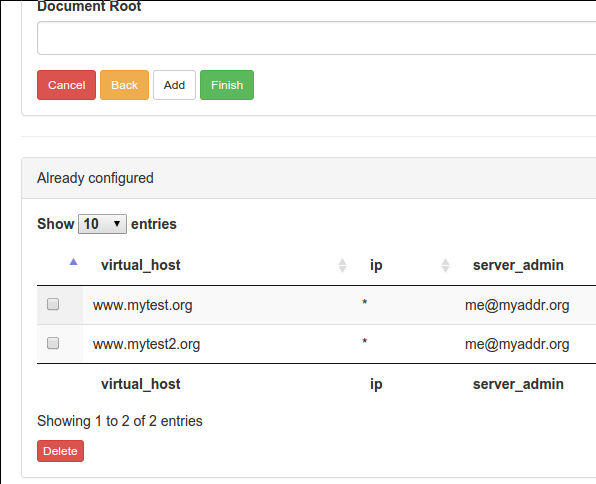 Document Root
Cancel Back Add Finish
Already configured
Show 10 entries
virtual_host ip server_admin
www.mytest.org * me@myaddr.org
www.mytest2.org * me@myaddr.org
virtual_host ip server_admin
Showing 1 to 2 of 2 entries
Delete